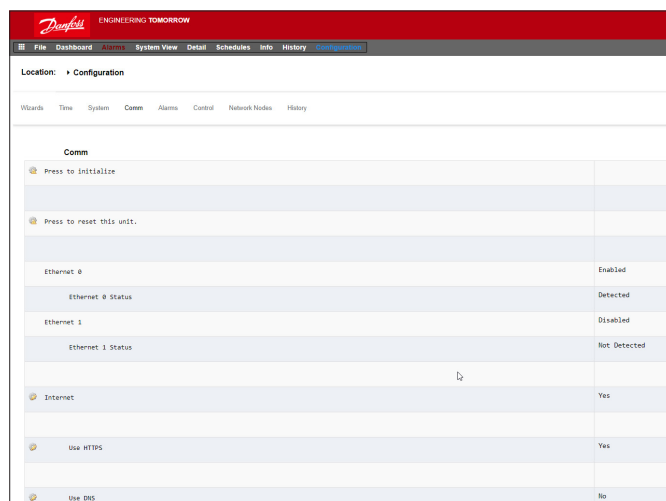 Danfoss
ENGINEERING TOMORROW
File Dashboard Alarms System View Detail Schedules Info History Configuration
Location: Configuration
Wizards Time System Comm Alarms Control Network Nodes History
Comm
Press to initialize
Press to reset this unit.
Ethernet 0 Enabled
Ethernet 0 Status Detected
Ethernet 1 Disabled
Ethernet 1 Status Not Detected
Internet Yes
Use HTTPS Yes
Use DNS No